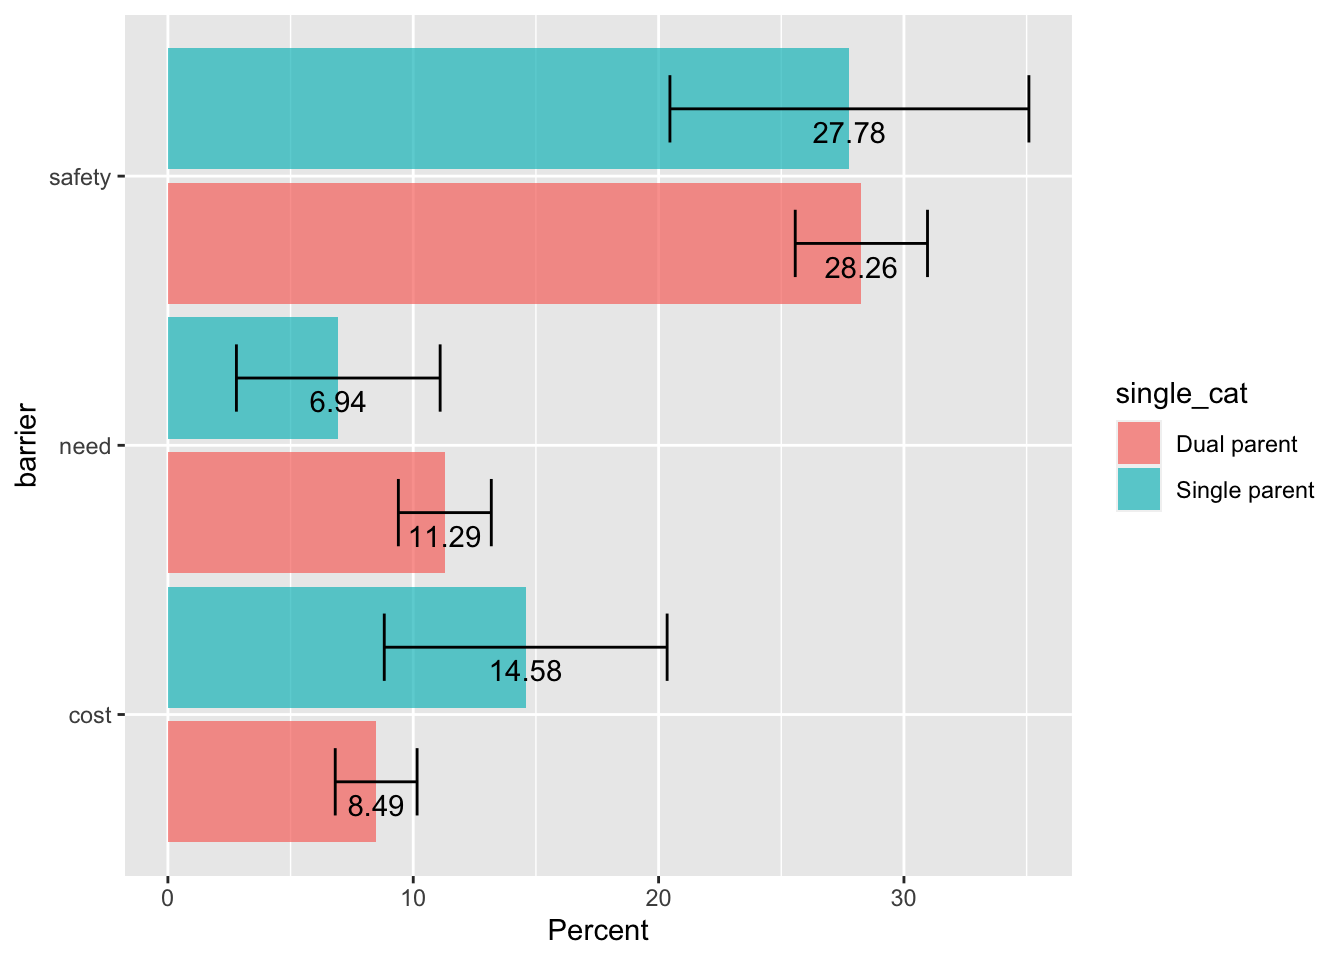 safety
27.78
28.26
need
6.94
11.29
cost
14.58
8.49
barrier
0
10
20
30
Percent
single_cat
Dual parent
Single parent